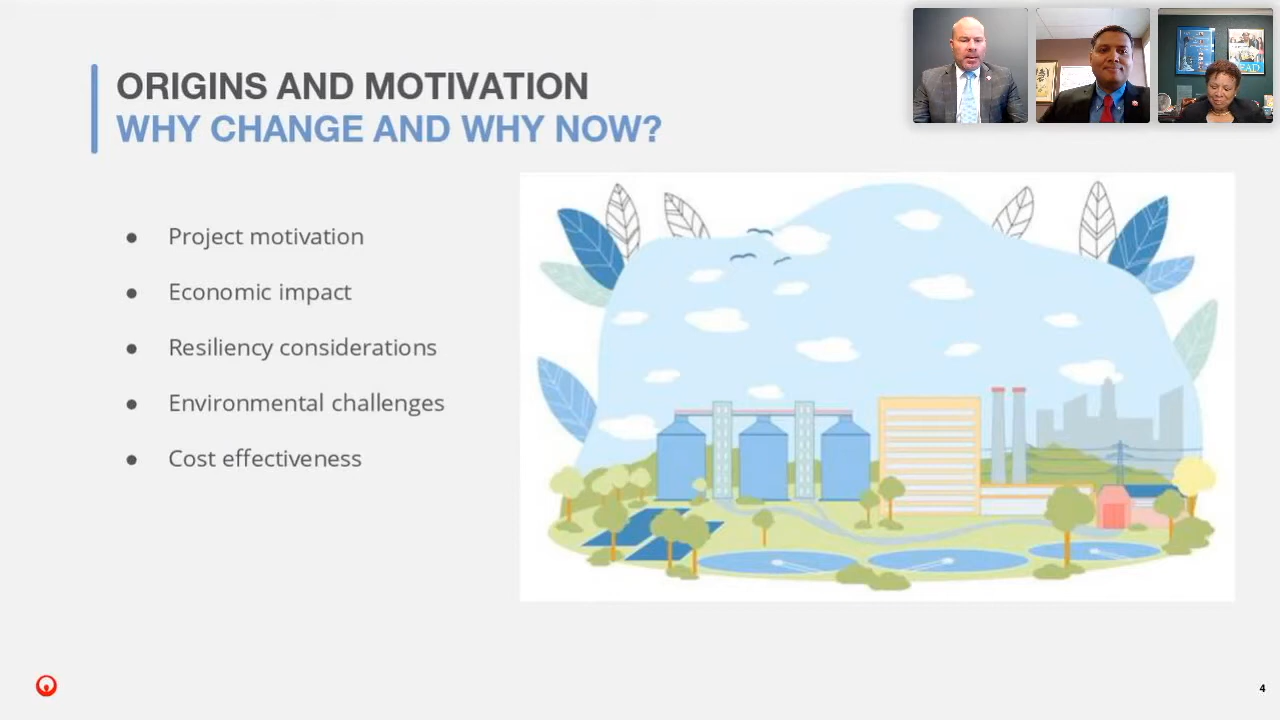 ORIGINS AND MOTIVATION
WHY CHANGE AND WHY NOW?
● Project motivation
● Economic impact
● Resiliency considerations
● Environmental challenges
● Cost effectiveness
4